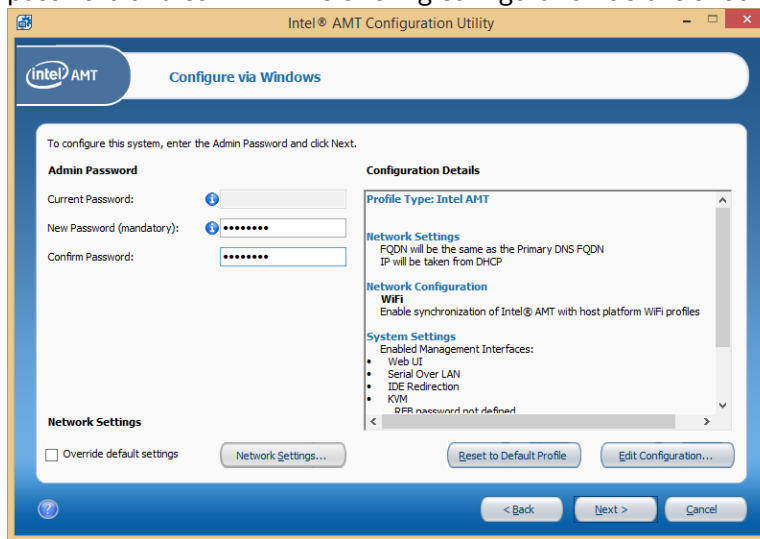 Intel® AMT Configuration Utility
intel AMT
Configure via Windows
To configure this system, enter the Admin Password and click Next.
Admin Password
Current Password:
New Password (mandatory):
Confirm Password:
Configuration Details
Profile Type: Intel AMT
Network Settings
FQDN will be the same as the Primary DNS FQDN
IP will be taken from DHCP
Network Configuration
WiFi
Enable synchronization of Intel® AMT with host platform WiFi profiles
System Settings
Enabled Management Interfaces:
• Web UI
• Serial Over LAN
• IDE Redirection
• KVM
RFB password not defined
Network Settings
Override default settings
Network Settings...
Reset to Default Profile
Edit Configuration...
< Back
Next >
Cancel